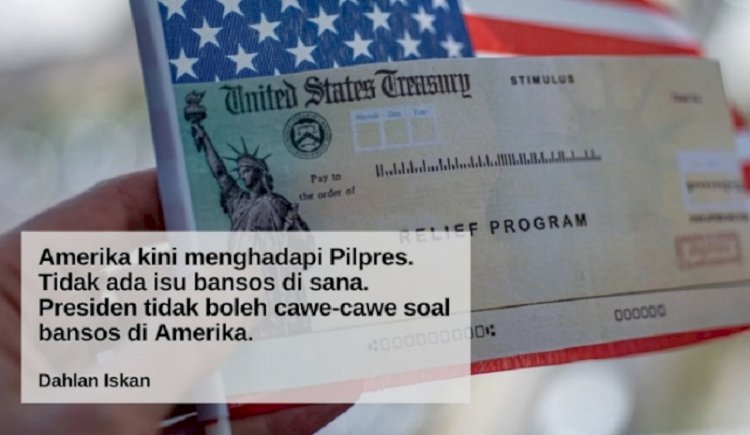 United States Treasury
STIMULUS
Pay to
the order of
RELIEF PROGRAM
000000
Amerika kini menghadapi Pilpres.
Tidak ada isu bansos di sana.
Presiden tidak boleh cawe-cawe soal
bansos di Amerika.
Dahlan Iskan